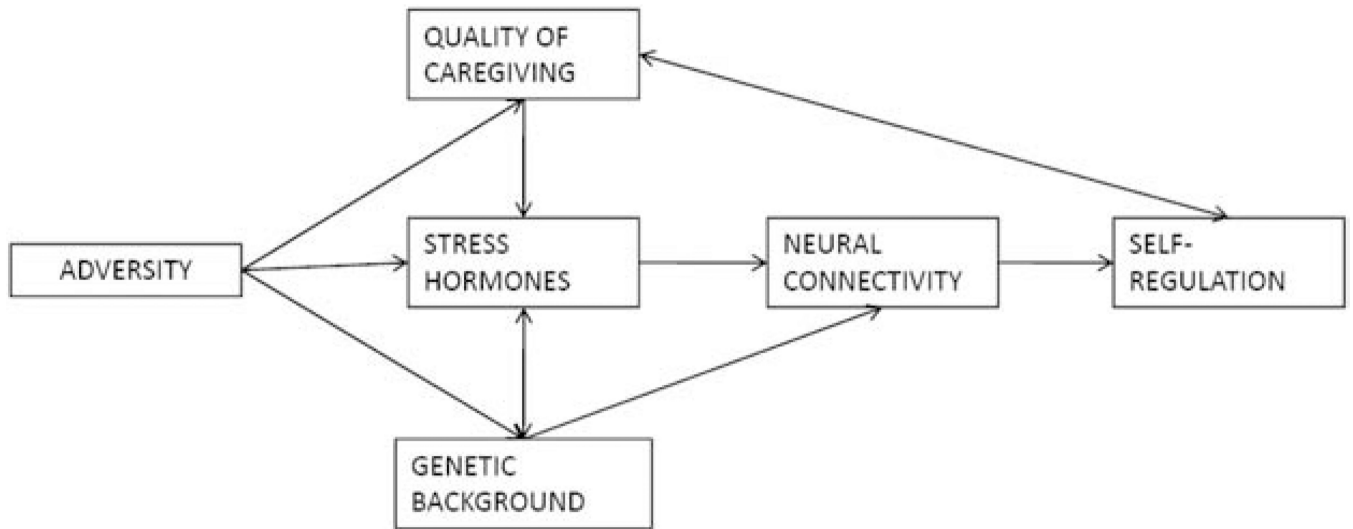 QUALITY OF
CAREGIVING
ADVERSITY
STRESS
HORMONES
NEURAL
CONNECTIVITY
SELF-
REGULATION
GENETIC
BACKGROUND